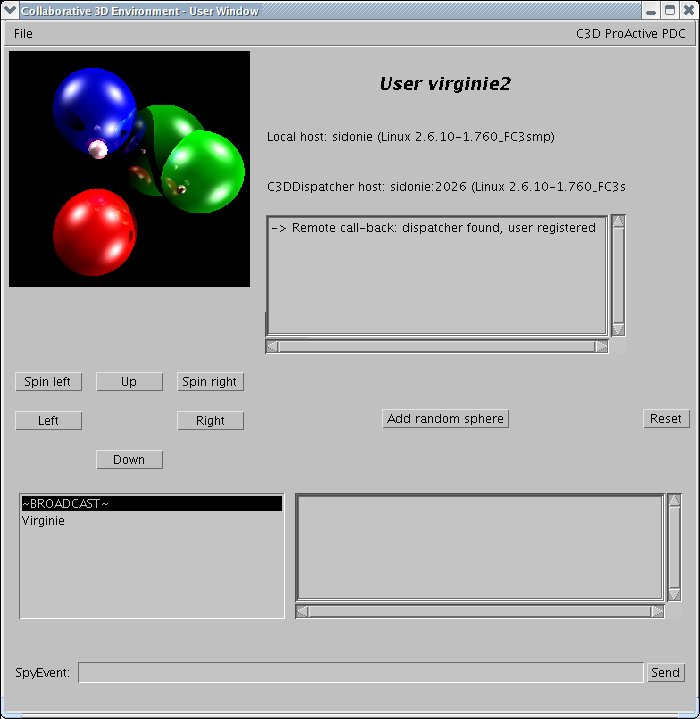 Collaborative 3D Environment - User Window
File C3D ProActive PDC
User virginie2
Local host: sidonie (Linux 2.6.10-1.760_FC3smp)
C3DDispatcher host: sidonie:2026 (Linux 2.6.10-1.760_FC3s
-> Remote call-back: dispatcher found, user registered
Spin left Up Spin right
Left Right Add random sphere Reset
Down
~BROADCAST~
Virginie
SpyEvent: Send